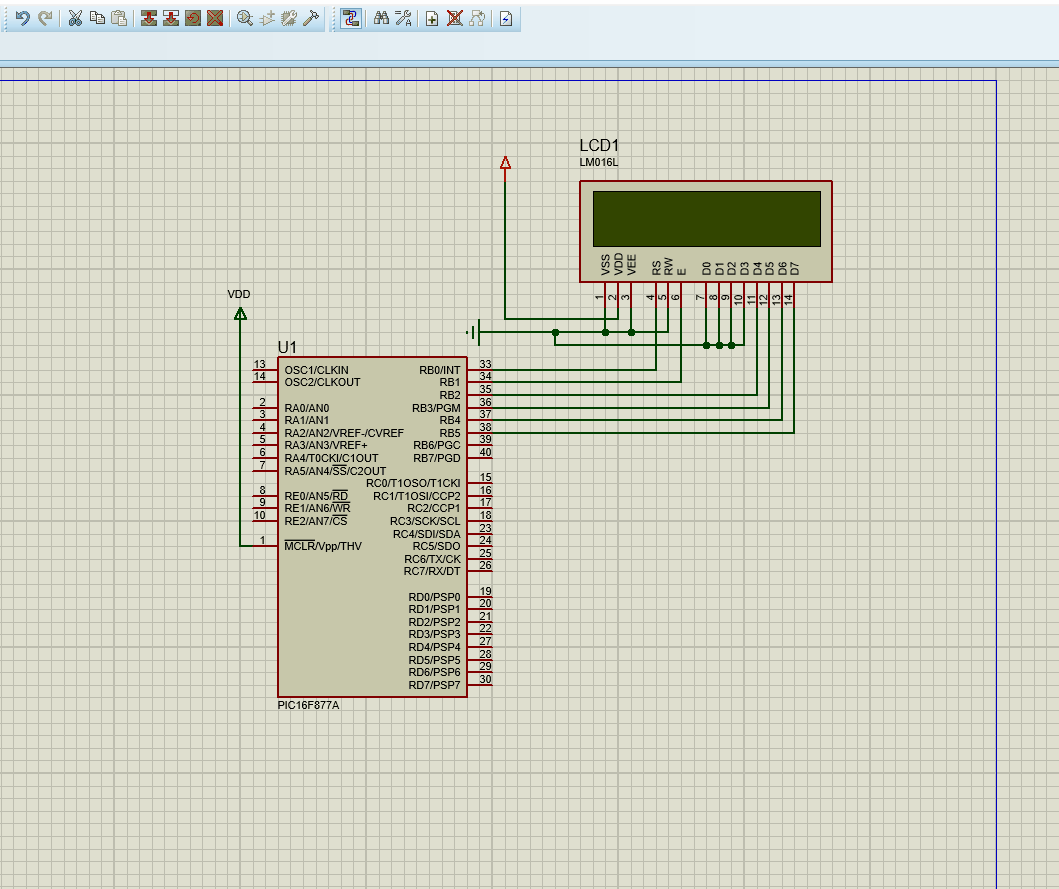 LCD1
LM016L
VSS
VDD
VEE
RS
RW
E
D0
D1
D2
D3
D4
D5
D6
D7
1
2
3
4
5
6
7
8
9
10
11
12
13
14
VDD
U1
13 OSC1/CLKIN RB0/INT 33
14 OSC2/CLKOUT RB1 34
RB2 35
2 RA0/AN0 RB3/PGM 36
3 RA1/AN1 RB4 37
4 RA2/AN2/VREF-/CVREF RB5 38
5 RA3/AN3/VREF+ RB6/PGC 39
6 RA4/T0CKI/C1OUT RB7/PGD 40
7 RA5/AN4/SS/C2OUT
RC0/T1OSO/T1CKI 15
8 RE0/AN5/RD RC1/T1OSI/CCP2 16
9 RE1/AN6/WR RC2/CCP1 17
10 RE2/AN7/CS RC3/SCK/SCL 18
RC4/SDI/SDA 23
1 MCLR/Vpp/THV RC5/SDO 24
RC6/TX/CK 25
RC7/RX/DT 26
RD0/PSP0 19
RD1/PSP1 20
RD2/PSP2 21
RD3/PSP3 22
RD4/PSP4 27
RD5/PSP5 28
RD6/PSP6 29
RD7/PSP7 30
PIC16F877A